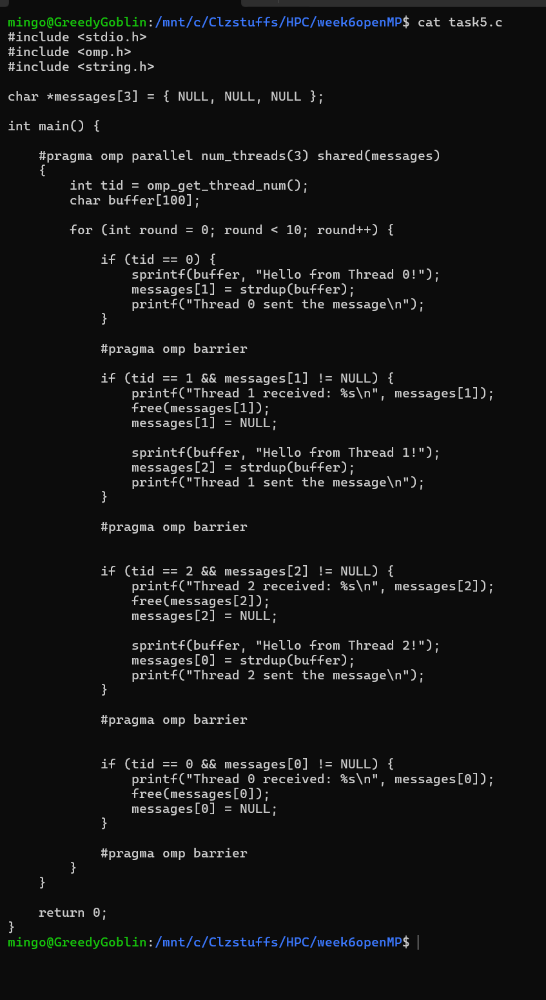 mingo@GreedyGoblin:/mnt/c/Clzstuffs/HPC/week6openMP$ cat task5.c
#include <stdio.h>
#include <omp.h>
#include <string.h>

char *messages[3] = { NULL, NULL, NULL };

int main() {

    #pragma omp parallel num_threads(3) shared(messages)
    {
        int tid = omp_get_thread_num();
        char buffer[100];

        for (int round = 0; round < 10; round++) {

            if (tid == 0) {
                sprintf(buffer, "Hello from Thread 0!");
                messages[1] = strdup(buffer);
                printf("Thread 0 sent the message\n");
            }

            #pragma omp barrier

            if (tid == 1 && messages[1] != NULL) {
                printf("Thread 1 received: %s\n", messages[1]);
                free(messages[1]);
                messages[1] = NULL;

                sprintf(buffer, "Hello from Thread 1!");
                messages[2] = strdup(buffer);
                printf("Thread 1 sent the message\n");
            }

            #pragma omp barrier


            if (tid == 2 && messages[2] != NULL) {
                printf("Thread 2 received: %s\n", messages[2]);
                free(messages[2]);
                messages[2] = NULL;

                sprintf(buffer, "Hello from Thread 2!");
                messages[0] = strdup(buffer);
                printf("Thread 2 sent the message\n");
            }

            #pragma omp barrier


            if (tid == 0 && messages[0] != NULL) {
                printf("Thread 0 received: %s\n", messages[0]);
                free(messages[0]);
                messages[0] = NULL;
            }

            #pragma omp barrier
        }
    }

    return 0;
}
mingo@GreedyGoblin:/mnt/c/Clzstuffs/HPC/week6openMP$